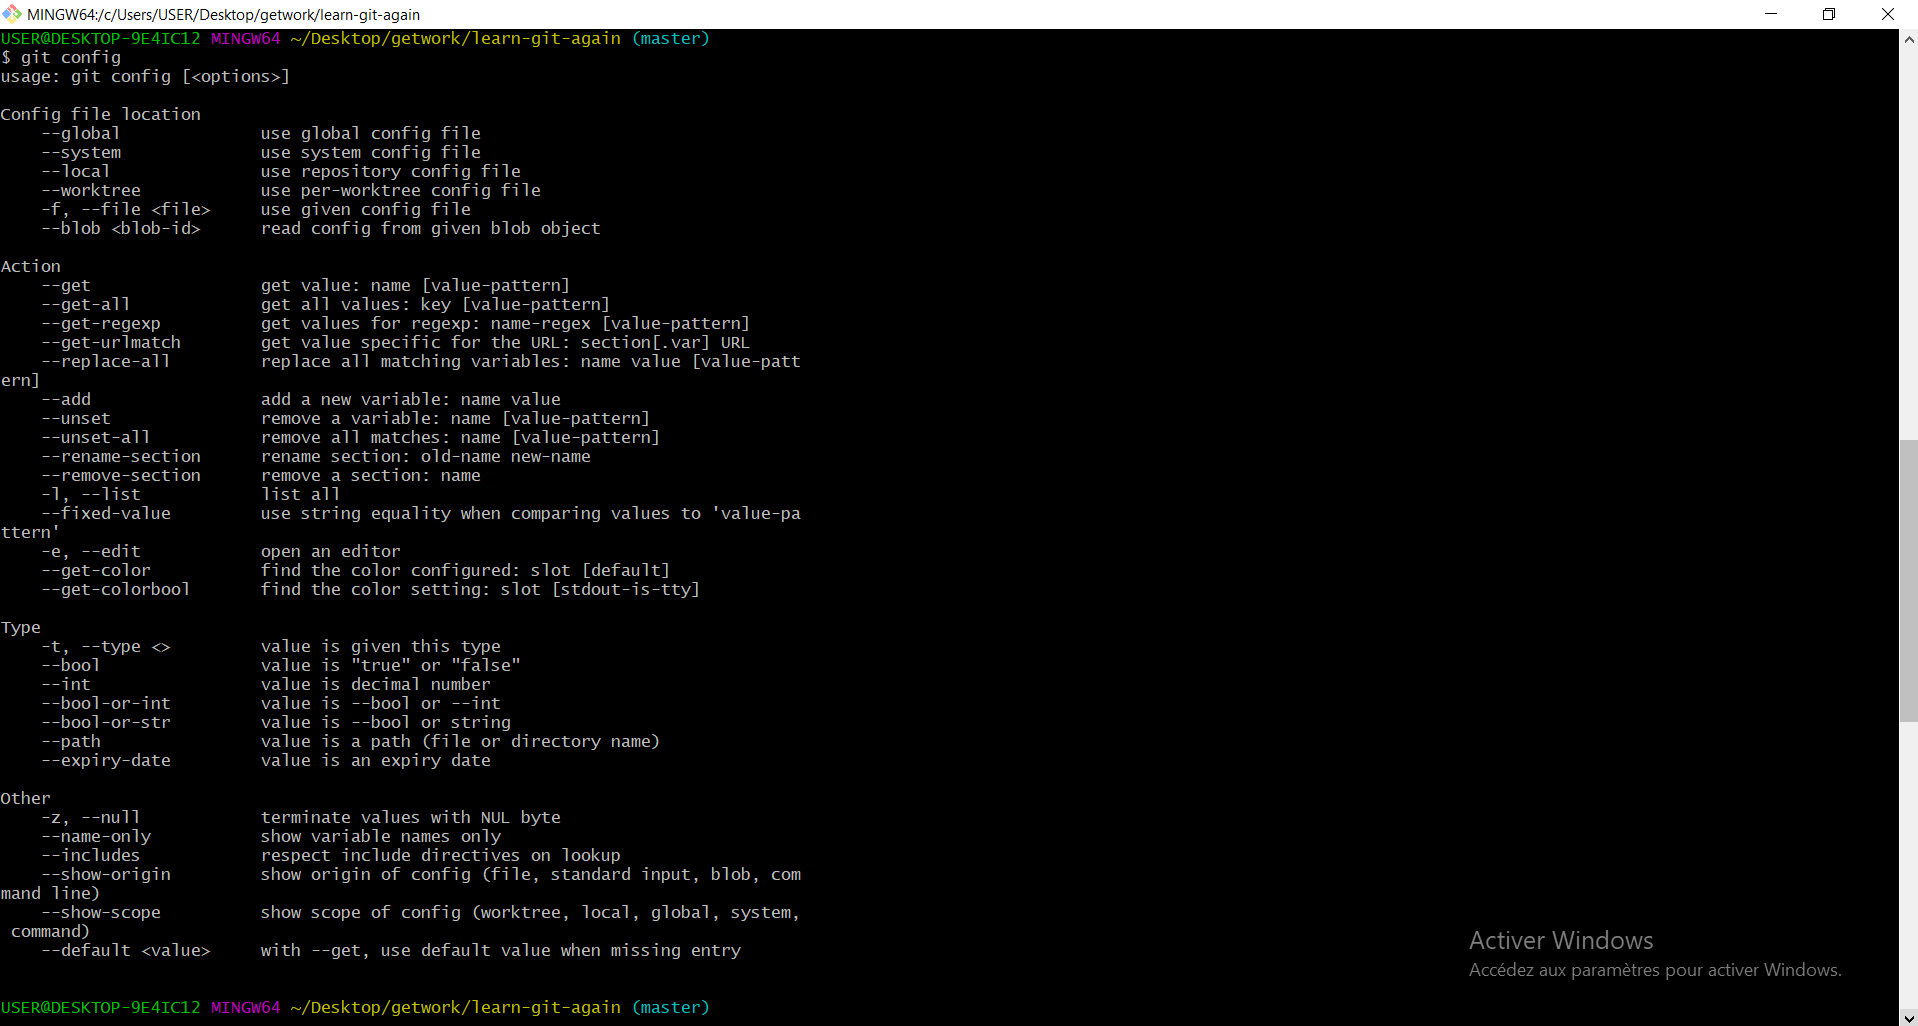 MINGW64:/c/Users/USER/Desktop/getwork/learn-git-again
USER@DESKTOP-9E4IC12 MINGW64 ~/Desktop/getwork/learn-git-again (master)
$ git config
usage: git config [<options>]

Config file location
    --global              use global config file
    --system              use system config file
    --local               use repository config file
    --worktree            use per-worktree config file
    -f, --file <file>     use given config file
    --blob <blob-id>      read config from given blob object

Action
    --get                 get value: name [value-pattern]
    --get-all             get all values: key [value-pattern]
    --get-regexp          get values for regexp: name-regex [value-pattern]
    --get-urlmatch        get value specific for the URL: section[.var] URL
    --replace-all         replace all matching variables: name value [value-patt
ern]
    --add                 add a new variable: name value
    --unset               remove a variable: name [value-pattern]
    --unset-all           remove all matches: name [value-pattern]
    --rename-section      rename section: old-name new-name
    --remove-section      remove a section: name
    -l, --list            list all
    --fixed-value         use string equality when comparing values to 'value-pa
ttern'
    -e, --edit            open an editor
    --get-color           find the color configured: slot [default]
    --get-colorbool       find the color setting: slot [stdout-is-tty]

Type
    -t, --type <>         value is given this type
    --bool                value is "true" or "false"
    --int                 value is decimal number
    --bool-or-int         value is --bool or --int
    --bool-or-str         value is --bool or string
    --path                value is a path (file or directory name)
    --expiry-date         value is an expiry date

Other
    -z, --null            terminate values with NUL byte
    --name-only           show variable names only
    --includes            respect include directives on lookup
    --show-origin         show origin of config (file, standard input, blob, com
mand line)
    --show-scope          show scope of config (worktree, local, global, system,
 command)
    --default <value>     with --get, use default value when missing entry

USER@DESKTOP-9E4IC12 MINGW64 ~/Desktop/getwork/learn-git-again (master)
Activer Windows
Accédez aux paramètres pour activer Windows.